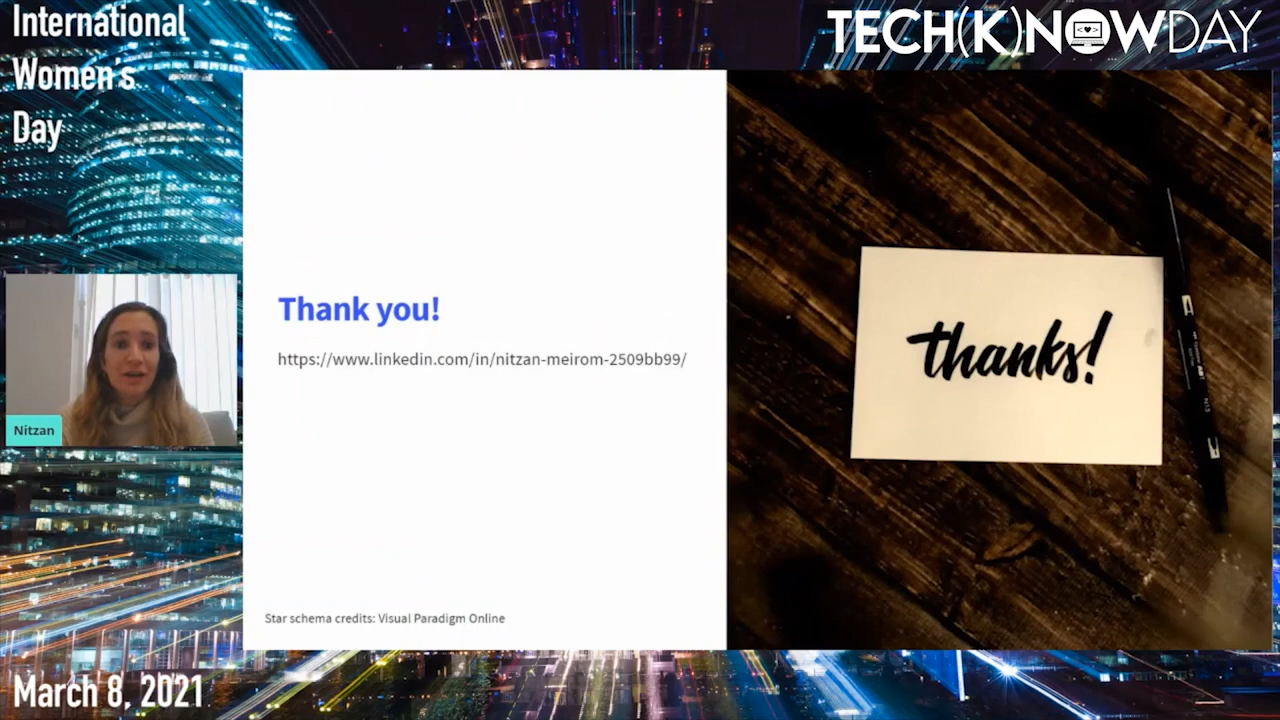 International
Women's
Day
TECH(K)NOWDAY
Nitzan
Thank you!
https://www.linkedin.com/in/nitzan-meirom-2509bb99/
Star schema credits: Visual Paradigm Online
thanks!
March 8, 2021